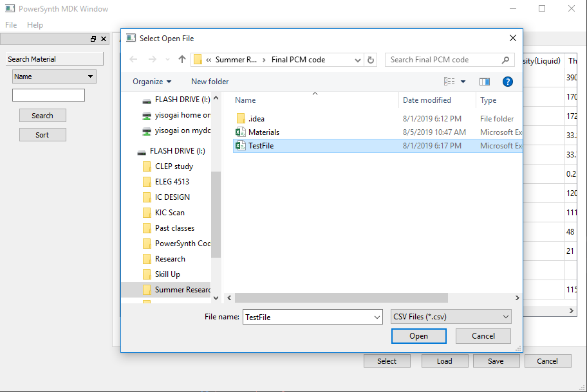 PowerSynth MDK Window
File Help
Search Material
Name
Search
Sort
Select Open File
« Summer R... › Final PCM code
Search Final PCM code
Organize New folder
FLASH DRIVE (I:)
yisogai home on
yisogai on mydo
FLASH DRIVE (I:)
CLEP study
ELEG 4513
IC DESIGN
KIC Scan
Past classes
PowerSynth Coc
Research
Skill Up
Summer Researc
Name Date modified Type
.idea 8/1/2019 6:12 PM File folder
Materials 8/5/2019 10:46 AM Microsoft Ex
TestFile 8/1/2019 6:17 PM Microsoft Ex
File name: TestFile CSV Files (*.csv)
Open Cancel
sity(Liquid) Th
390
170
172
33.
33.
0.2
120
111
48
21
115
Select Load Save Cancel